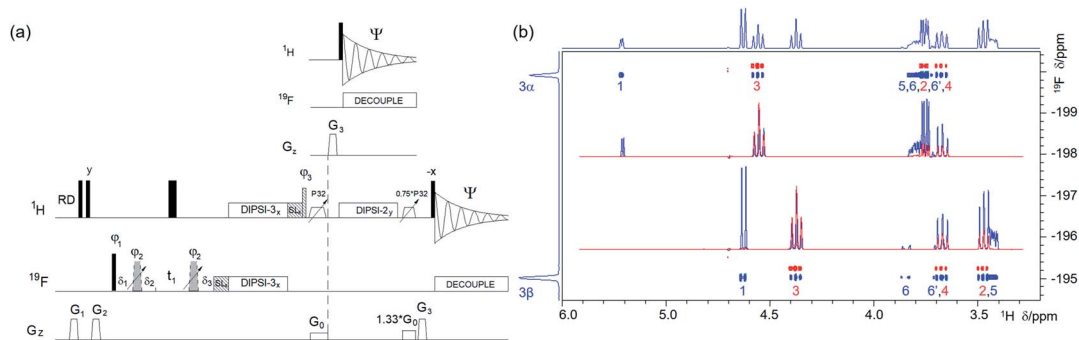 (a)
¹H
Ψ
¹⁹F
DECOUPLE
G_z
G₃
¹H
RD
y
DIPSI-3ₓ
SLₓ
φ₃
P32
DIPSI-2ᵧ
0.75*P32
-x
Ψ
¹⁹F
φ₁
δ₁
φ₂
δ₂
t₁
φ₂
δ₃
SLₓ
DIPSI-3ₓ
DECOUPLE
G_z
G₁
G₂
G₀
1.33*G₀
G₃
(b)
3α
1
3
5,6,2,6',4
3β
1
3
6
6',4
2,5
¹⁹F δ/ppm
-199
-198
-197
-196
-195
6.0
5.5
5.0
4.5
4.0
3.5
¹H δ/ppm